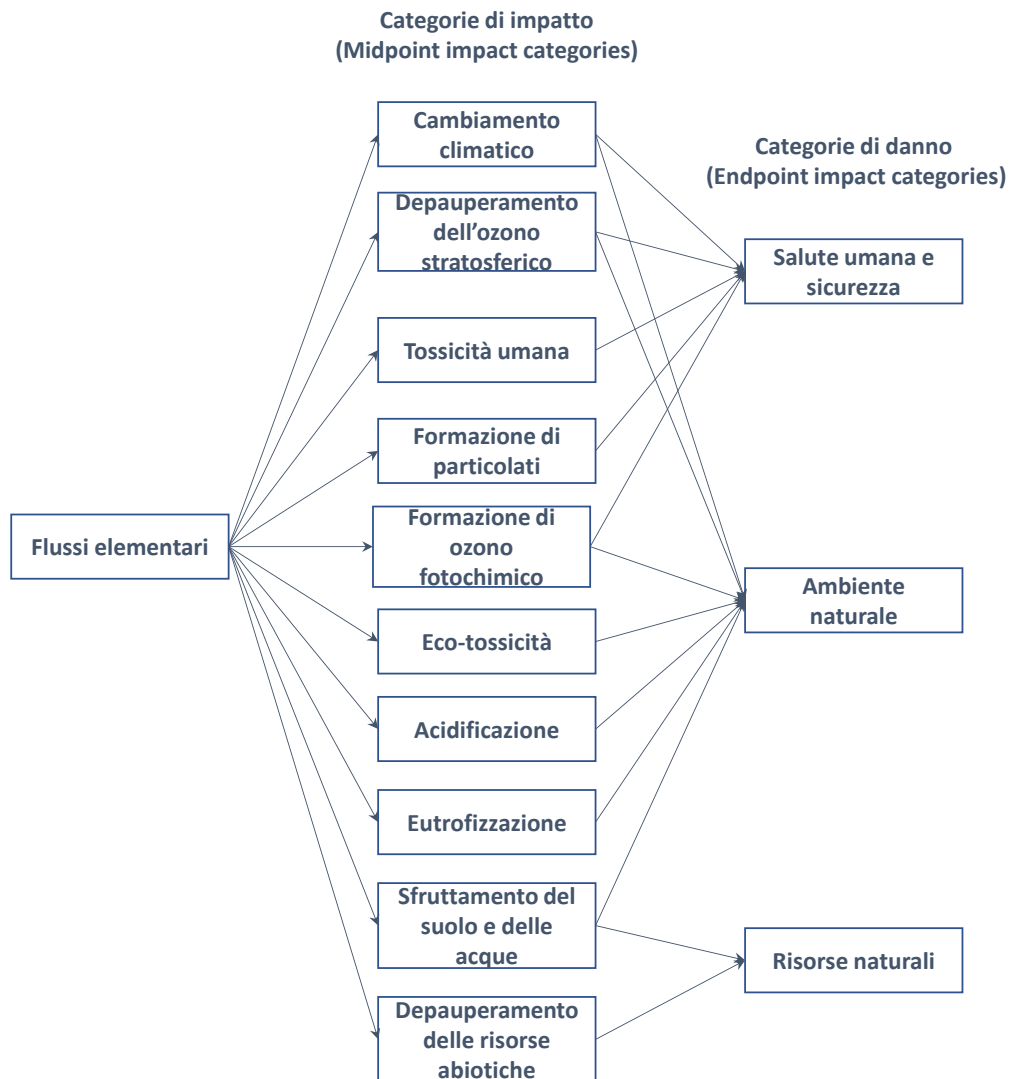 Categorie di impatto
(Midpoint impact categories)
Cambiamento
climatico
Categorie di danno
(Endpoint impact categories)
Depauperamento
dell'ozono
stratosferico
Salute umana e
sicurezza
Tossicità umana
Formazione di
particolati
Flussi elementari
Formazione di
ozono
fotochimico
Ambiente
naturale
Eco-tossicità
Acidificazione
Eutrofizzazione
Sfruttamento del
suolo e delle
acque
Risorse naturali
Depauperamento
delle risorse
abiotiche